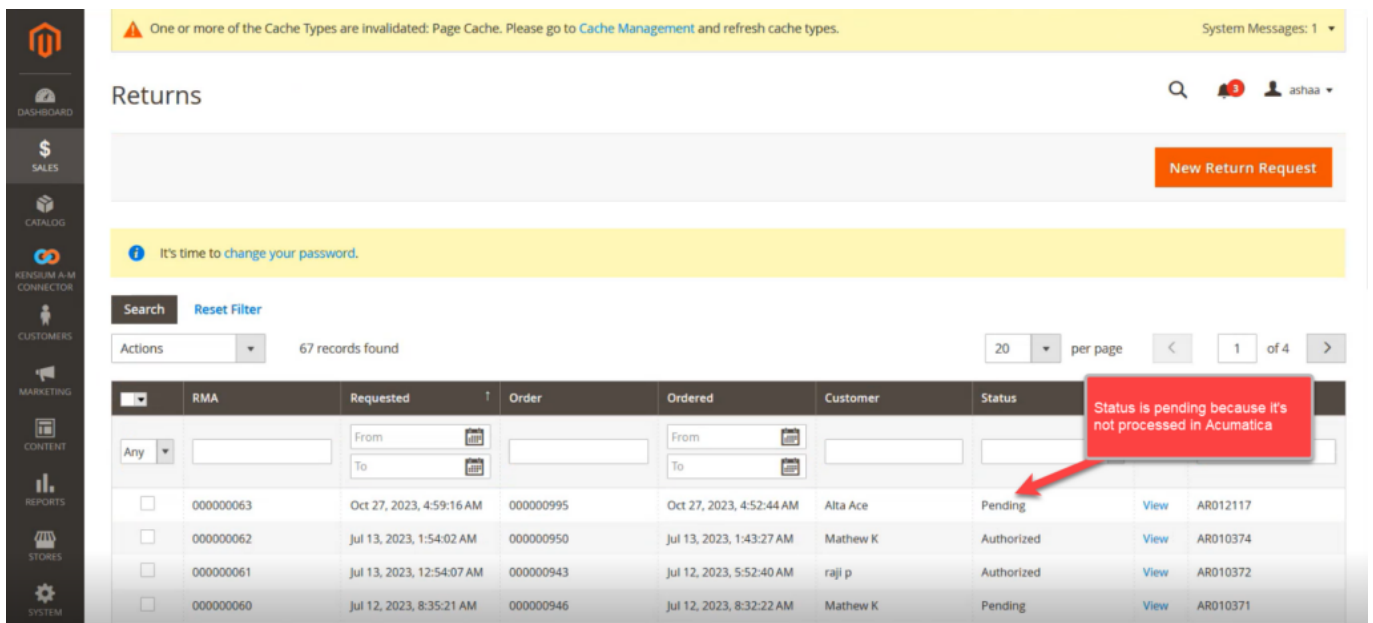 One or more of the Cache Types are invalidated: Page Cache. Please go to Cache Management and refresh cache types.
System Messages: 1
DASHBOARD
SALES
CATALOG
KENSIUM A-M
CONNECTOR
CUSTOMERS
MARKETING
CONTENT
REPORTS
STORES
SYSTEM
Returns
3
ashaa
New Return Request
It's time to change your password.
Search Reset Filter
Actions 67 records found 20 per page 1 of 4
RMA Requested ↑ Order Ordered Customer Status
Status is pending because it's
not processed in Acumatica
Any From From
To To
000000063 Oct 27, 2023, 4:59:16 AM 000000995 Oct 27, 2023, 4:52:44 AM Alta Ace Pending View AR012117
000000062 Jul 13, 2023, 1:54:02 AM 000000950 Jul 13, 2023, 1:43:27 AM Mathew K Authorized View AR010374
000000061 Jul 13, 2023, 12:54:07 AM 000000943 Jul 12, 2023, 5:52:40 AM raji p Authorized View AR010372
000000060 Jul 12, 2023, 8:35:21 AM 000000946 Jul 12, 2023, 8:32:22 AM Mathew K Pending View AR010371